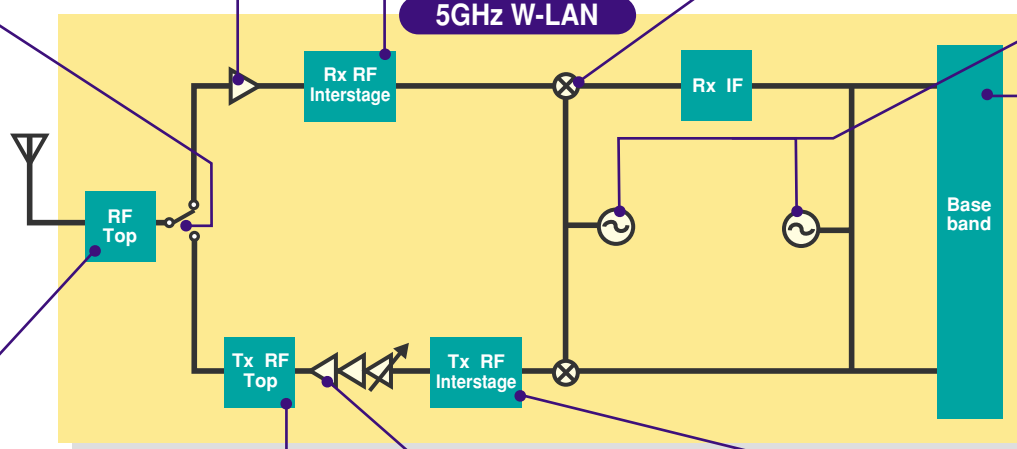 5GHz W-LAN
Rx RF
Interstage
Rx IF
RF
Top
Base
band
Tx RF
Top
Tx RF
Interstage